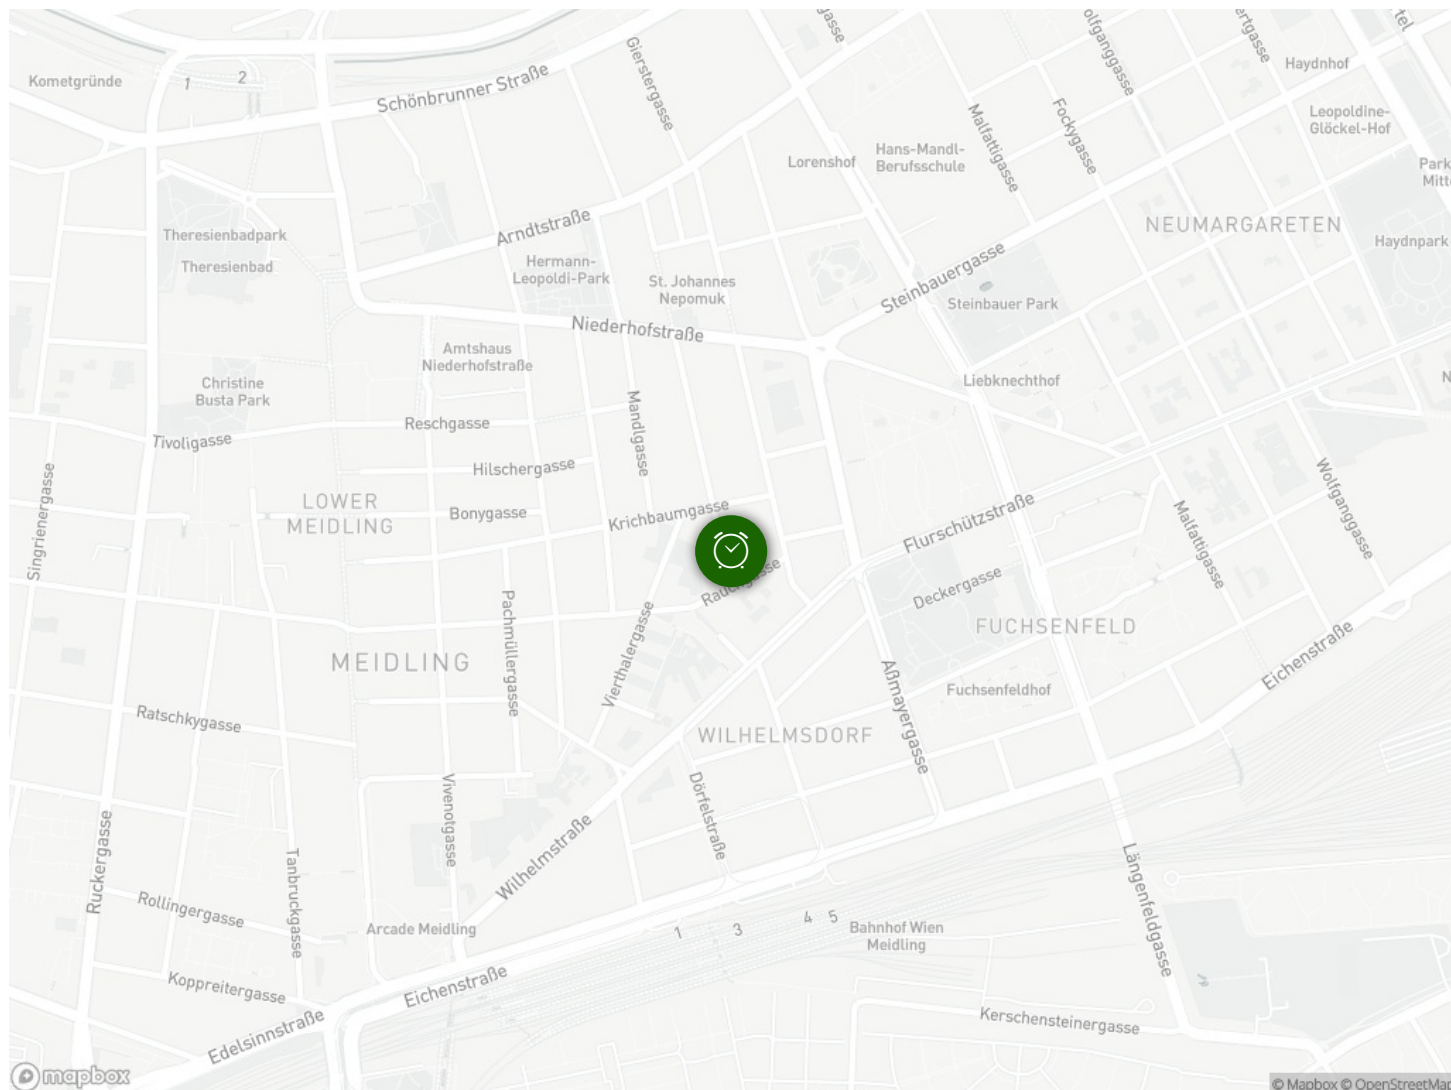 Kometgründe
1
2
Schönbrunner Straße
Gierstergasse
Haydnhof
Leopoldine-
Glöckel-Hof
Malfattigasse
Fockygasse
Hans-Mandl-
Berufsschule
Lorenshof
Park
NEUMARGARETEN
Haydnpark
Theresienbadpark
Theresienbad
Arndtstraße
Hermann-
Leopoldi-Park
St. Johannes
Nepomuk
Steinbauergasse
Steinbauer Park
Niederhofstraße
Amtshaus
Niederhofstraße
Christine
Busta Park
Liebknechthof
Mandlgasse
Reschgasse
Tivoligasse
Hilschergasse
LOWER
MEIDLING
Bonygasse
Krichbaumgasse
Singrienergasse
Flurschützstraße
Malfattigasse
Wolfganggasse
Deckergasse
FUCHSENFELD
Pachmüllergasse
Vierthalergasse
MEIDLING
Eichenstraße
Aßmayergasse
Fuchsenfeldhof
Ratschkygasse
WILHELMSDORF
Vivenotgasse
Dörfelstraße
Ruckergasse
Wilhelmstraße
Tanbruckgasse
Längenfeldgasse
Rollingergasse
Arcade Meidling
1
3
4
5
Bahnhof Wien
Meidling
Koppreitergasse
Eichenstraße
Edelsinnstraße
Kerschensteinergasse
mapbox
© Mapbox © OpenStreetMap